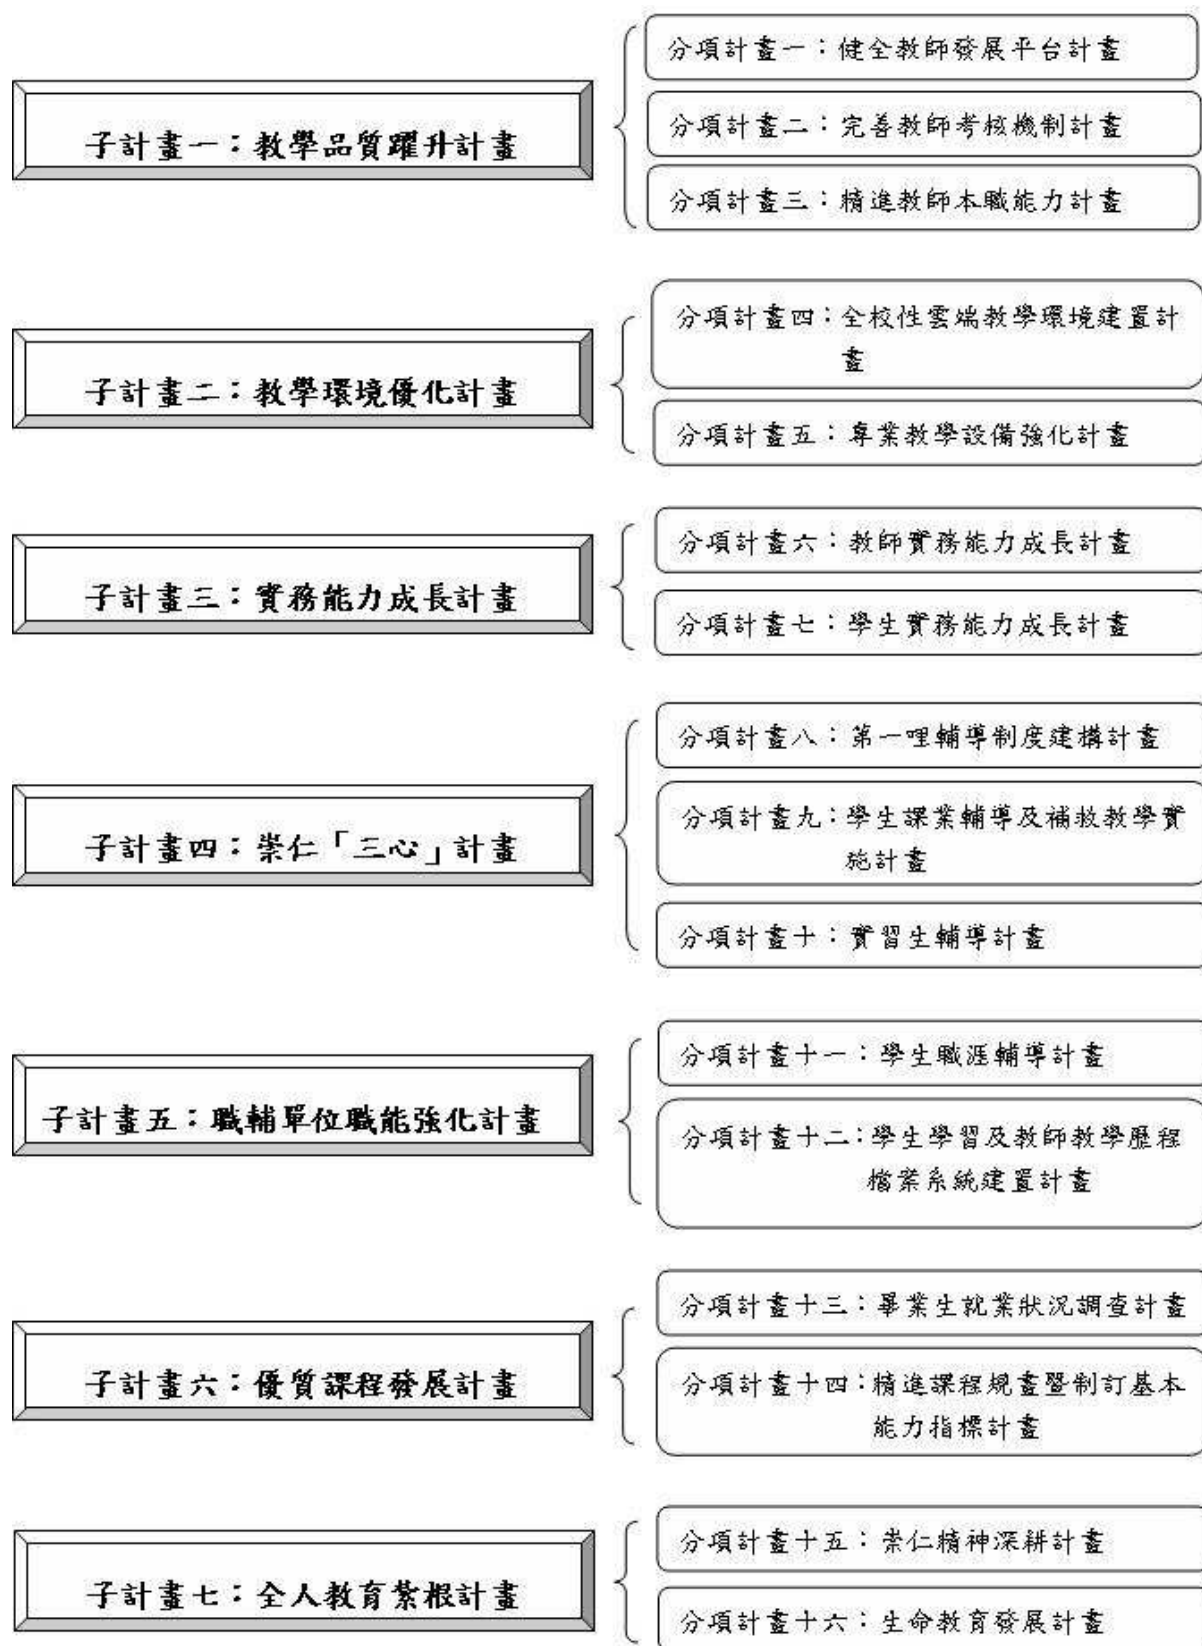 子計畫一：教學品質躍升計畫
分項計畫一：健全教師發展平台計畫
分項計畫二：完善教師考核機制計畫
分項計畫三：精進教師本職能力計畫
子計畫二：教學環境優化計畫
分項計畫四：全校性雲端教學環境建置計
畫
分項計畫五：專業教學設備強化計畫
子計畫三：實務能力成長計畫
分項計畫六：教師實務能力成長計畫
分項計畫七：學生實務能力成長計畫
子計畫四：崇仁「三心」計畫
分項計畫八：第一哩輔導制度建構計畫
分項計畫九：學生課業輔導及補救教學實
施計畫
分項計畫十：實習生輔導計畫
子計畫五：職輔單位職能強化計畫
分項計畫十一：學生職涯輔導計畫
分項計畫十二：學生學習及教師教學歷程
檔案系統建置計畫
子計畫六：優質課程發展計畫
分項計畫十三：畢業生就業狀況調查計畫
分項計畫十四：精進課程規畫暨制訂基本
能力指標計畫
子計畫七：全人教育紮根計畫
分項計畫十五：崇仁精神深耕計畫
分項計畫十六：生命教育發展計畫